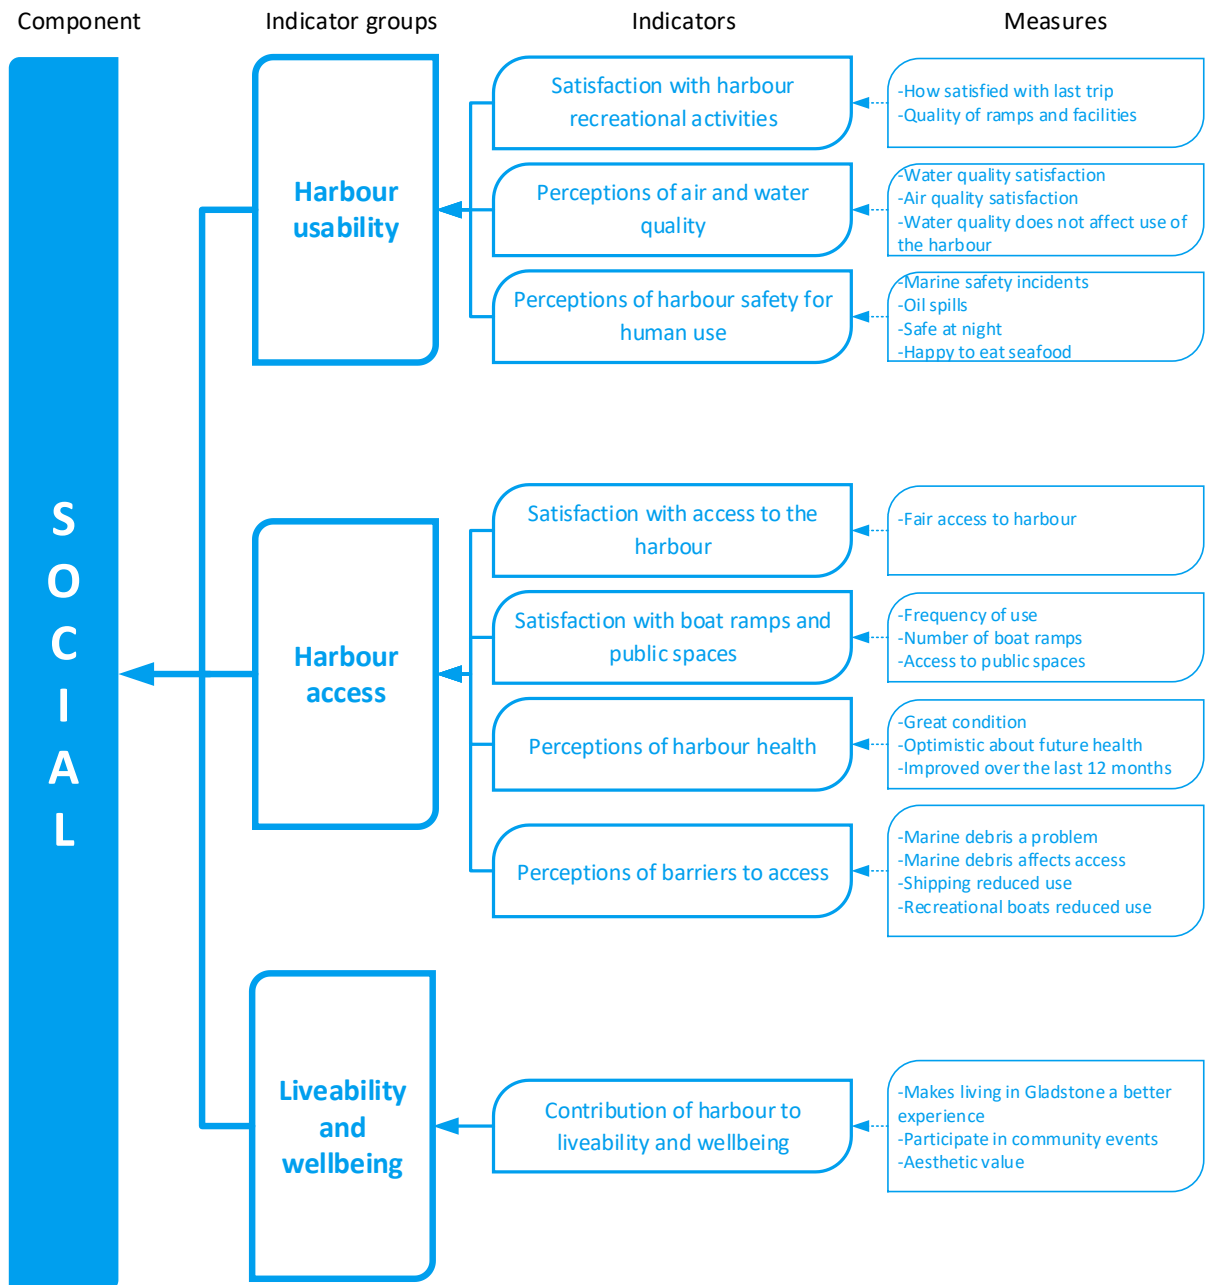 Component
Indicator groups
Indicators
Measures
SOCIAL
Harbour
usability
Satisfaction with harbour
recreational activities
-How satisfied with last trip
-Quality of ramps and facilities
Perceptions of air and water
quality
-Water quality satisfaction
-Air quality satisfaction
-Water quality does not affect use of
the harbour
Perceptions of harbour safety for
human use
-Marine safety incidents
-Oil spills
-Safe at night
-Happy to eat seafood
Harbour
access
Satisfaction with access to the
harbour
-Fair access to harbour
Satisfaction with boat ramps and
public spaces
-Frequency of use
-Number of boat ramps
-Access to public spaces
Perceptions of harbour health
-Great condition
-Optimistic about future health
-Improved over the last 12 months
Perceptions of barriers to access
-Marine debris a problem
-Marine debris affects access
-Shipping reduced use
-Recreational boats reduced use
Liveability
and
wellbeing
Contribution of harbour to
liveability and wellbeing
-Makes living in Gladstone a better
experience
-Participate in community events
-Aesthetic value